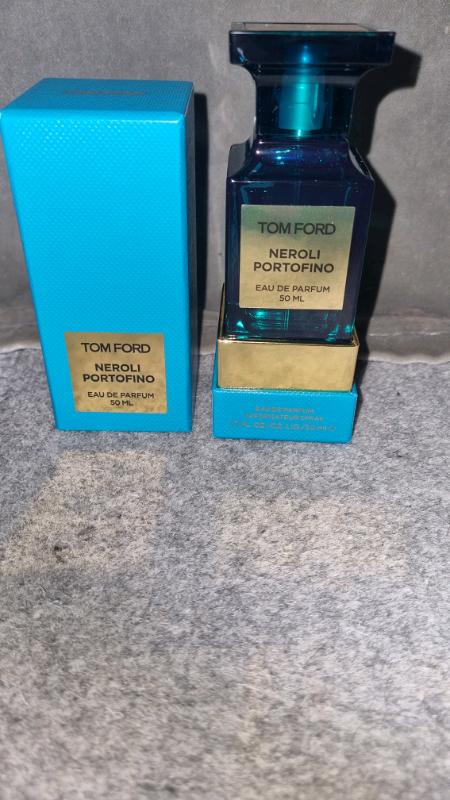 TOM FORD
NEROLI
PORTOFINO
EAU DE PARFUM
50 ML
TOM FORD
NEROLI
PORTOFINO
EAU DE PARFUM
50 ML
EAU DE PARFUM